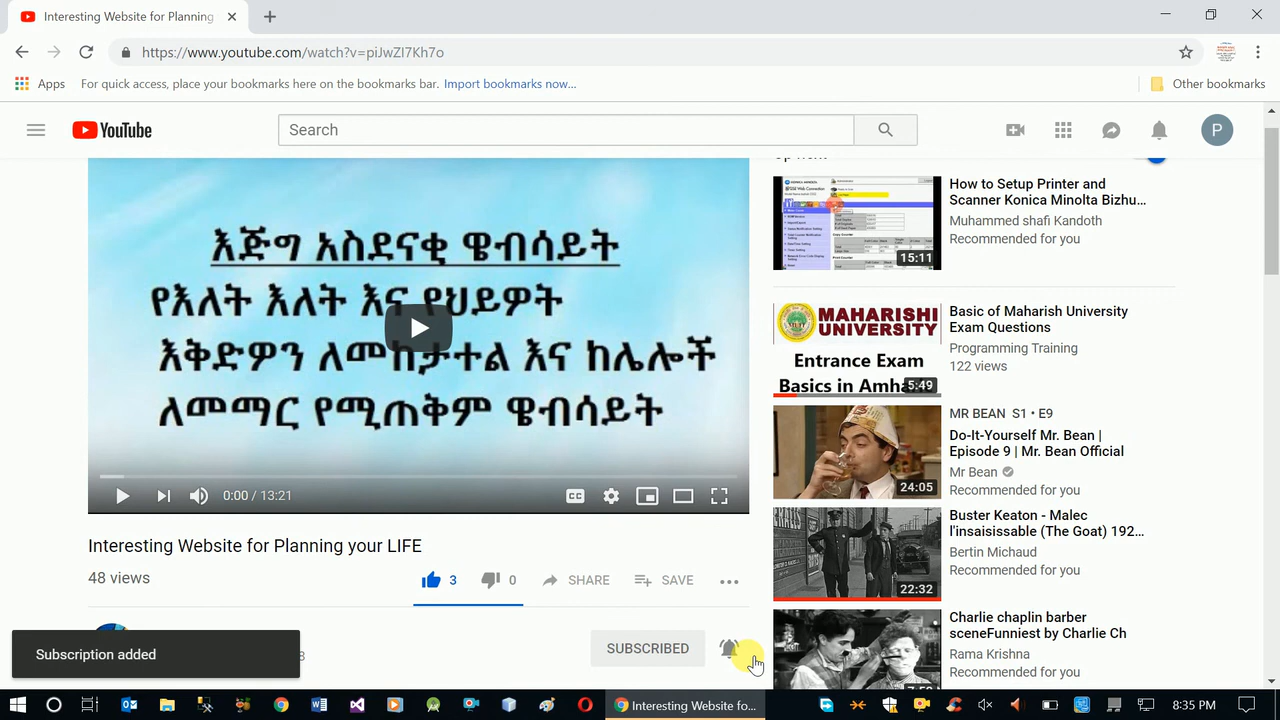 Interesting Website for Planning
https://www.youtube.com/watch?v=piJwZI7Kh7o
Apps
For quick access, place your bookmarks here on the bookmarks bar. Import bookmarks now...
Other bookmarks
YouTube
Search
P
እጅግ አስደናቂ ዌብሳይት
የእለት እለት እና የህይዎት
እቅድዎን ለመከታተል እና ከሌሎች
ለመማር የሚጠቅም ዌብሳይት
0:00 / 13:21
CC
Interesting Website for Planning your LIFE
48 views
3
0
SHARE
SAVE
SUBSCRIBED
Subscription added
Up next
15:11
How to Setup Printer and
Scanner Konica Minolta Bizhu...
Muhammed shafi Kandoth
Recommended for you
MAHARISHI
UNIVERSITY
Entrance Exam
Basics in Amha
5:49
Basic of Maharish University
Exam Questions
Programming Training
122 views
24:05
MR BEAN S1 • E9
Do-It-Yourself Mr. Bean |
Episode 9 | Mr. Bean Official
Mr Bean
Recommended for you
22:32
Buster Keaton - Malec
l'insaisissable (The Goat) 192...
Bertin Michaud
Recommended for you
Charlie chaplin barber
sceneFunniest by Charlie Ch
Rama Krishna
Recommended for you
Interesting Website fo...
8:35 PM